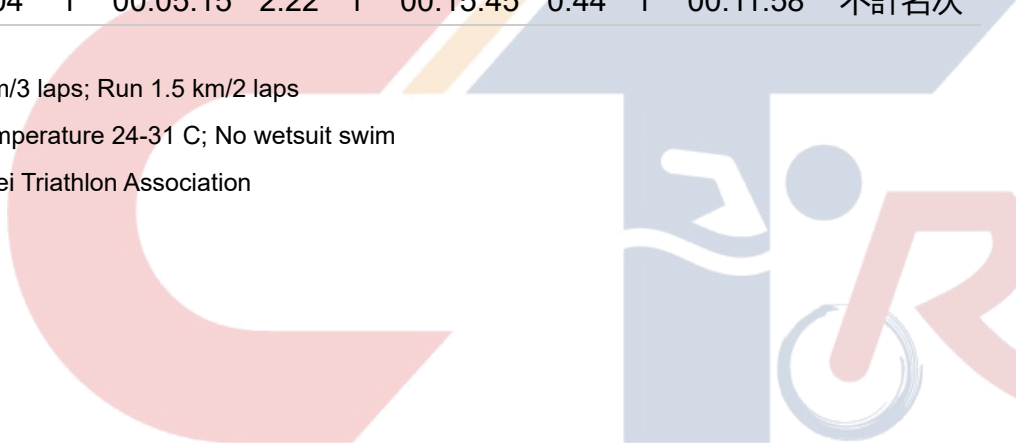 04 1 00:05:15 2:22 1 00:15:45 0:44 1 00:11:58 不計名次
m/3 laps; Run 1.5 km/2 laps
mperature 24-31 C; No wetsuit swim
ei Triathlon Association